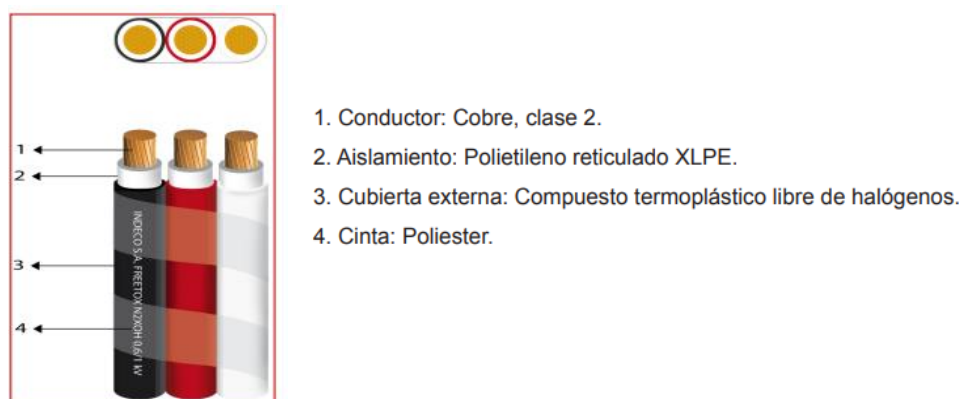 1
2
3
4
INDECO S.A. FREETOX N2XOH 0,6/1 kV
1. Conductor: Cobre, clase 2.
2. Aislamiento: Polietileno reticulado XLPE.
3. Cubierta externa: Compuesto termoplástico libre de halógenos.
4. Cinta: Poliester.